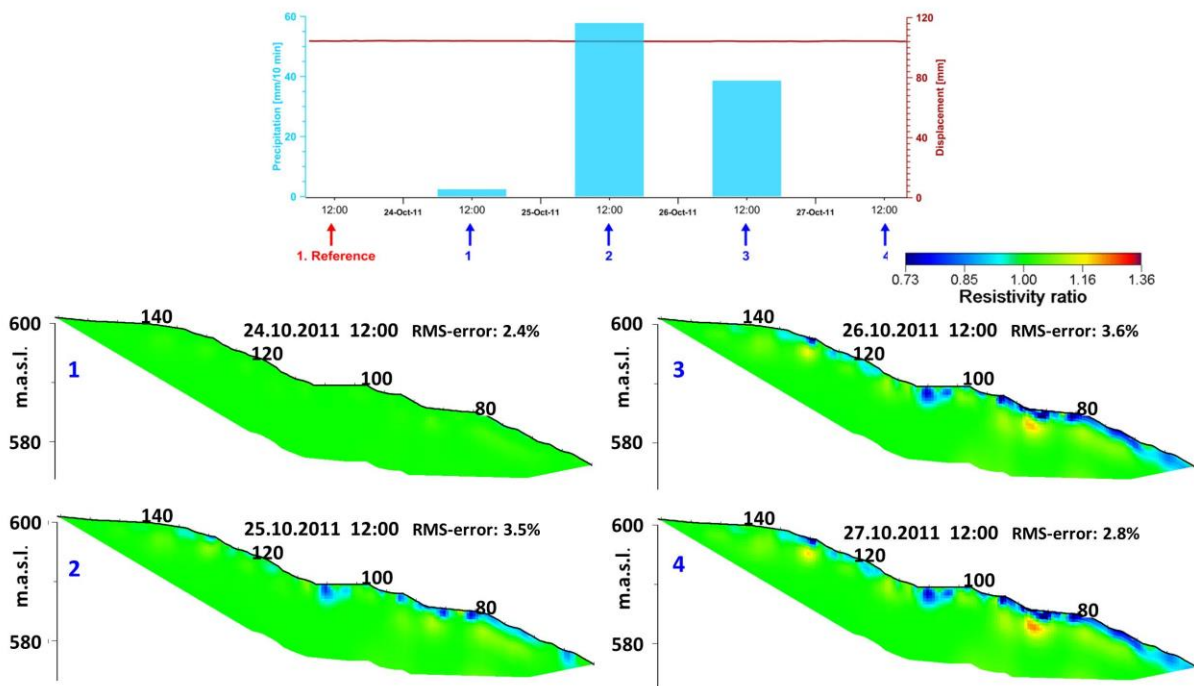 60
40
20
0
Precipitation [mm/10 min]
120
80
40
0
Displacement [mm]
12:00
24-Oct-11
12:00
25-Oct-11
12:00
26-Oct-11
12:00
27-Oct-11
12:00
1. Reference
1
2
3
4
0.73 0.85 1.00 1.16 1.36
Resistivity ratio
600
580
m.a.s.l.
1
140
120
100
80
24.10.2011 12:00 RMS-error: 2.4%
600
580
m.a.s.l.
3
140
120
100
80
26.10.2011 12:00 RMS-error: 3.6%
600
580
m.a.s.l.
2
140
120
100
80
25.10.2011 12:00 RMS-error: 3.5%
600
580
m.a.s.l.
4
140
120
100
80
27.10.2011 12:00 RMS-error: 2.8%